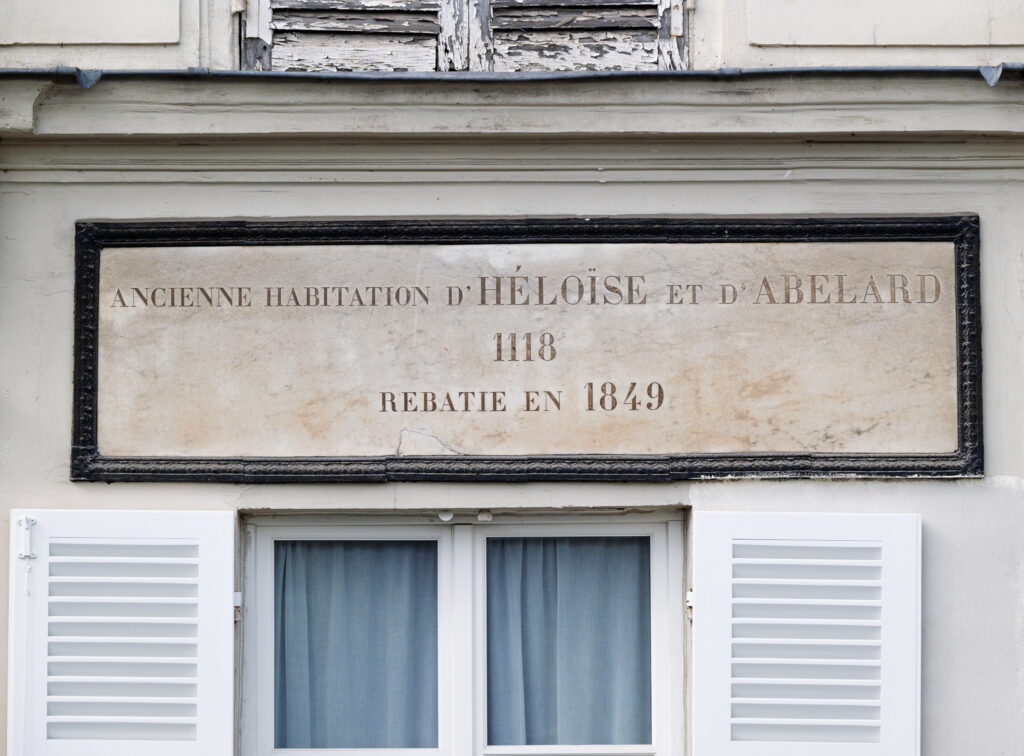 ANCIENNE HABITATION D'HÉLOÏSE ET D'ABELARD
1118
REBATIE EN 1849